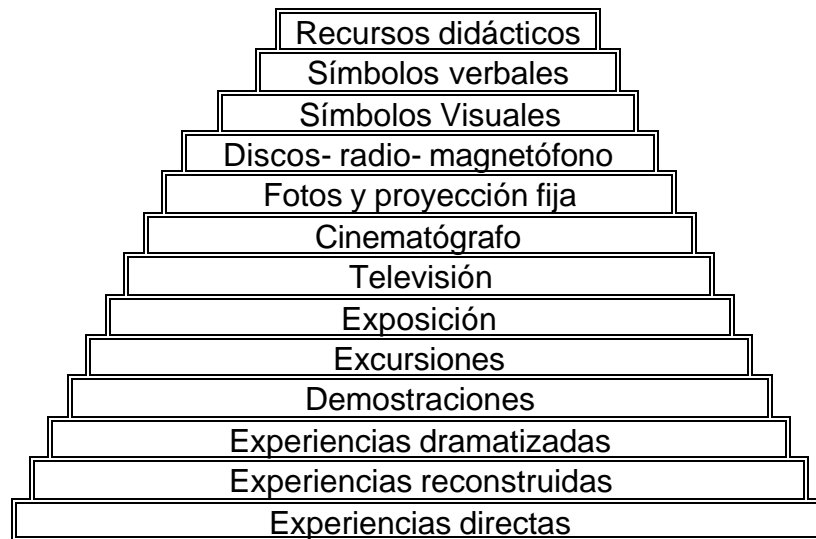 Recursos didácticos
Símbolos verbales
Símbolos Visuales
Discos- radio- magnetófono
Fotos y proyección fija
Cinematógrafo
Televisión
Exposición
Excursiones
Demostraciones
Experiencias dramatizadas
Experiencias reconstruidas
Experiencias directas